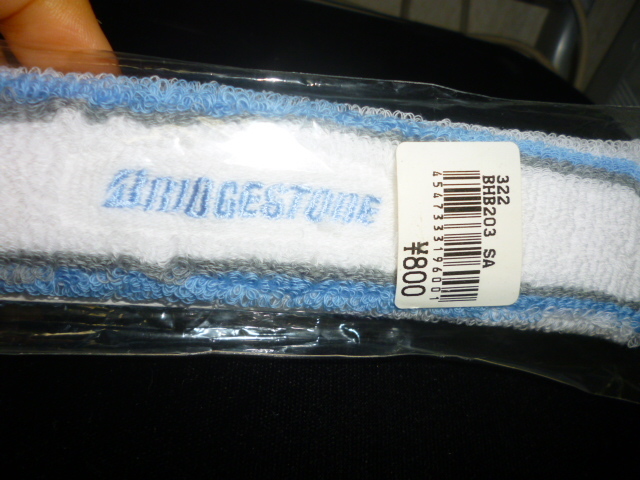 BRIDGESTONE
322
BHB203 SA
4547333196001
¥800